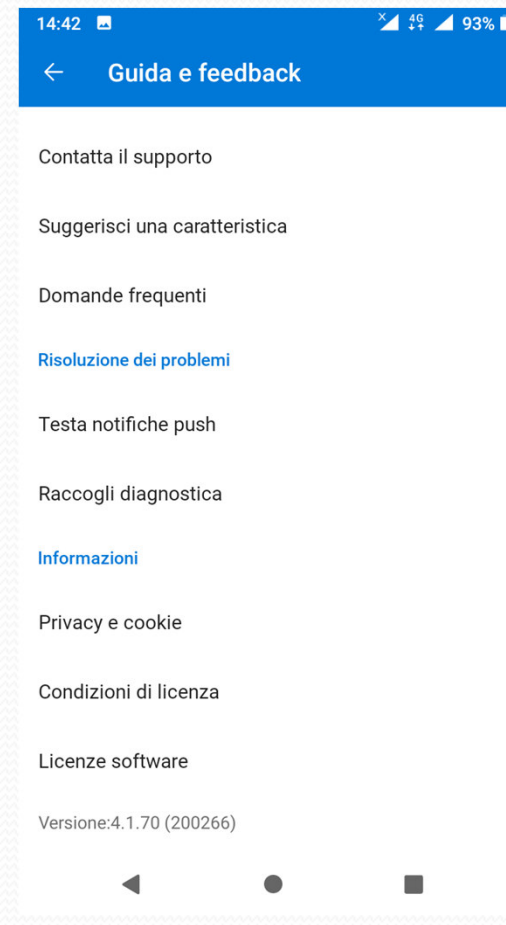 14:42 4G 93%
Guida e feedback
Contatta il supporto
Suggerisci una caratteristica
Domande frequenti
Risoluzione dei problemi
Testa notifiche push
Raccogli diagnostica
Informazioni
Privacy e cookie
Condizioni di licenza
Licenze software
Versione:4.1.70 (200266)